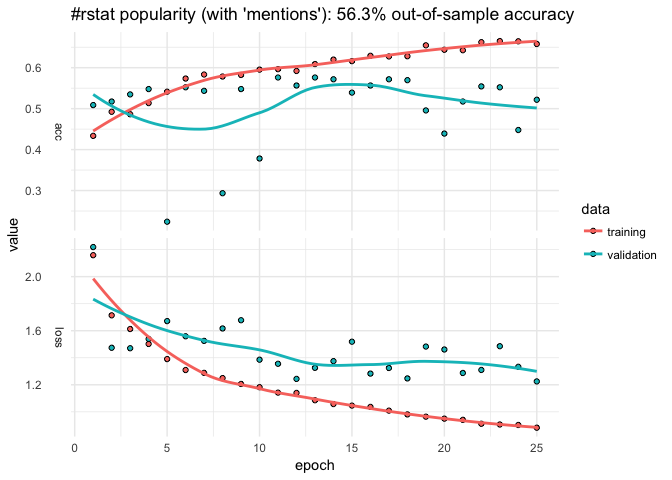 #rstat popularity (with 'mentions'): 56.3% out-of-sample accuracy
0.6
0.5
0.4
0.3
acc
value
2.0
1.6
1.2
loss
0
5
10
15
20
25
epoch
data
training
validation